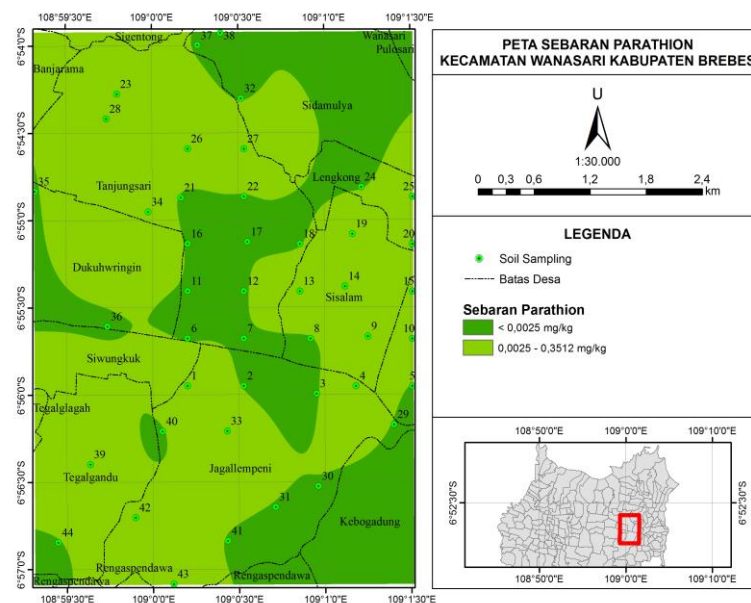 108°59'30"E 109°0'0"E 109°0'30"E 109°1'0"E 109°1'30"E
6°54'0"S
6°54'30"S
6°55'0"S
6°55'30"S
6°56'0"S
6°56'30"S
6°57'0"S
Sigentong 37 38 Wanasari
Pulosari
Banjarama
23
32
Sidamulya
28
26 27
35
Lengkong 24
Tanjungsari
21 22 25
34
19
16 17 18 20
Dukuhwringin
11 12 13 14 15
Sisalam
36
6 7 8 9 10
Siwungkuk
1 2 3 4 5
Tegalglagah
40 33 29
39
Tegalgandu
Jagallempeni
30
31
42
Kebogadung
44
41
Rengaspendawa
Rengaspendawa
43
Rengaspendawa
108°59'30"E 109°0'0"E 109°0'30"E 109°1'0"E 109°1'30"E
PETA SEBARAN PARATHION
KECAMATAN WANASARI KABUPATEN BREBES
U
1:30.000
0 0,3 0,6 1,2 1,8 2,4
km
LEGENDA
Soil Sampling
Batas Desa
Sebaran Parathion
< 0,0025 mg/kg
0,0025 - 0,3512 mg/kg
108°50'0"E 109°0'0"E 109°10'0"E
6°52'30"S
6°52'30"S
108°50'0"E 109°0'0"E 109°10'0"E